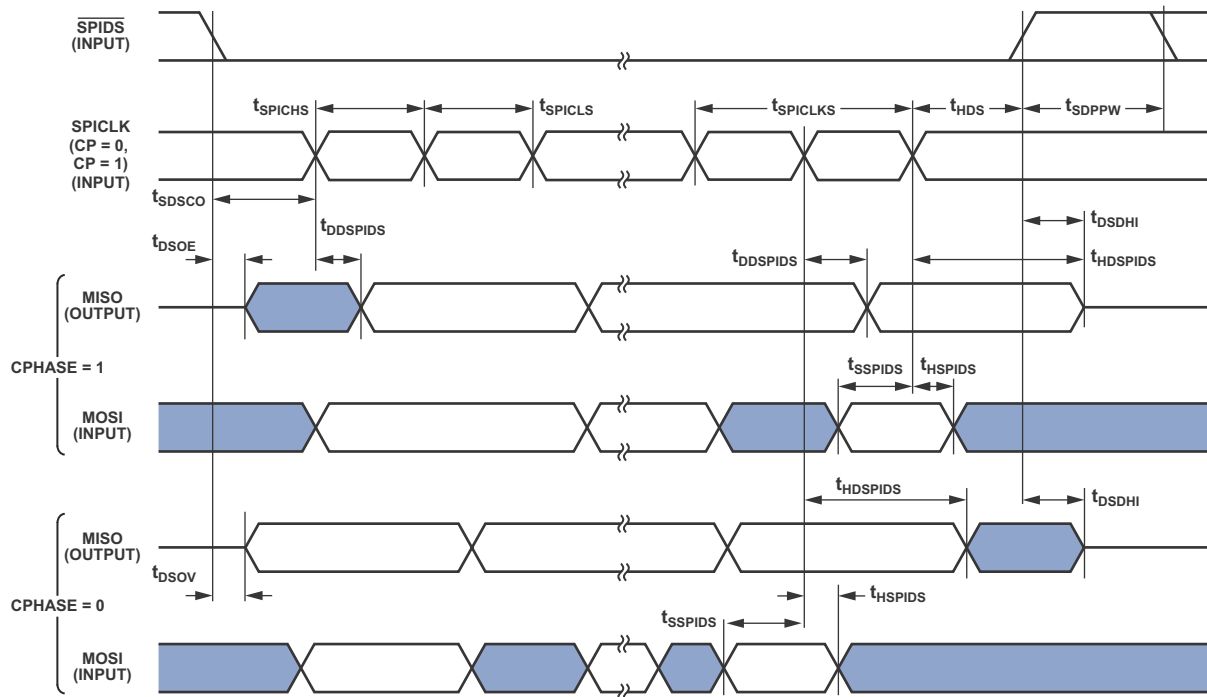 SPIDS
(INPUT)
tSPICHS
tSPICLS
tSPICLKS
tHDS
tSDPPW
SPICLK
(CP = 0,
CP = 1)
(INPUT)
tSDSCO
tDDSPIDS
tDSOE
tDSDHI
tDDSPIDS
tHDSPIDS
MISO
(OUTPUT)
CPHASE = 1
tSSPIDS
tHSPIDS
MOSI
(INPUT)
tHDSPIDS
tDSDHI
MISO
(OUTPUT)
tDSOV
CPHASE = 0
tHSPIDS
tSSPIDS
MOSI
(INPUT)